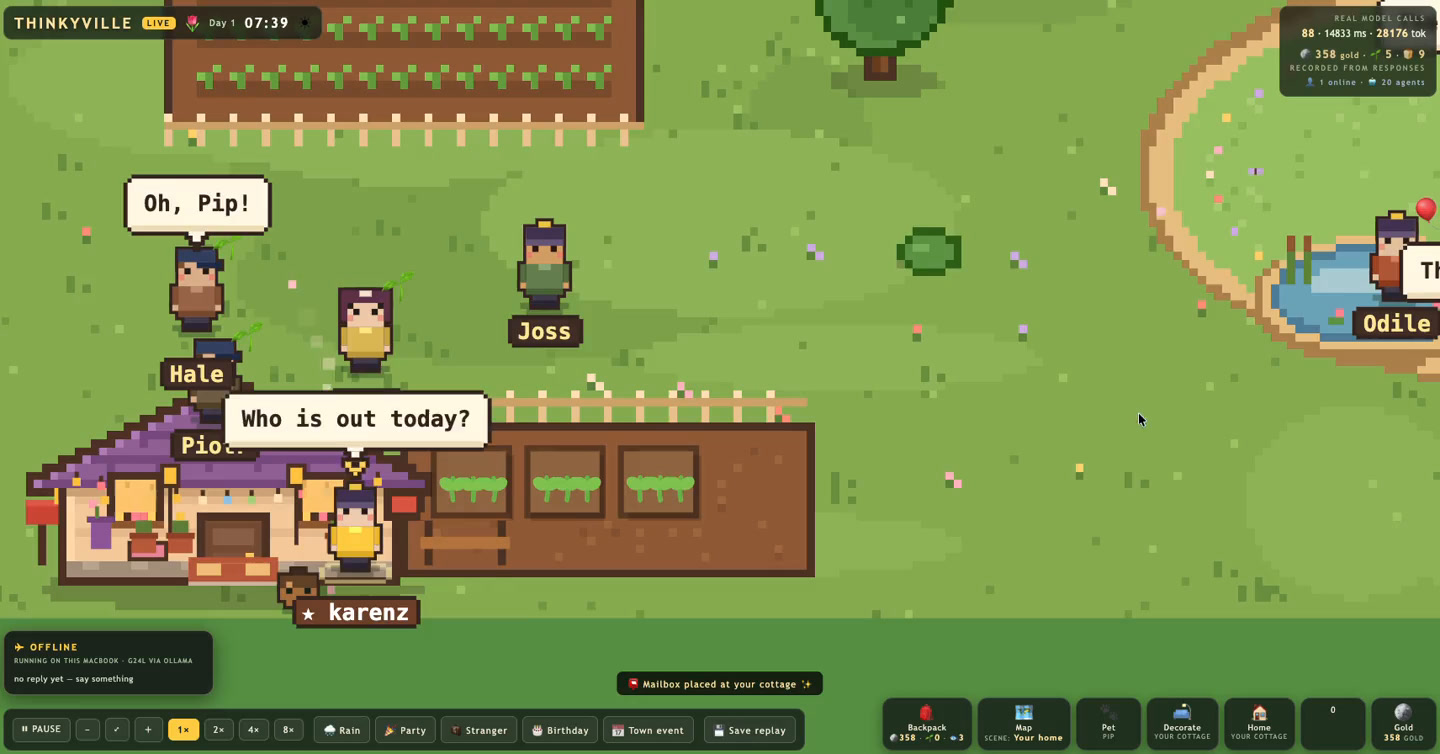 THINKYVILLE LIVE Day 1 07:39
REAL MODEL CALLS
88 · 14833 ms · 28176 tok
358 gold · 5 · 9
RECORDED FROM RESPONSES
1 online · 20 agents
Oh, Pip!
Joss
Th
Odile
Hale
Who is out today?
★ karenz
OFFLINE
RUNNING ON THIS MACBOOK · G24L VIA OLLAMA
no reply yet — say something
Mailbox placed at your cottage
PAUSE − + 1× 2× 4× 8× Rain Party Stranger Birthday Town event Save replay
Backpack
358 · 0 · 3
Map
SCENE: Your home
Pet
PIP
Decorate
YOUR COTTAGE
Home
YOUR COTTAGE
0
Gold
358 GOLD